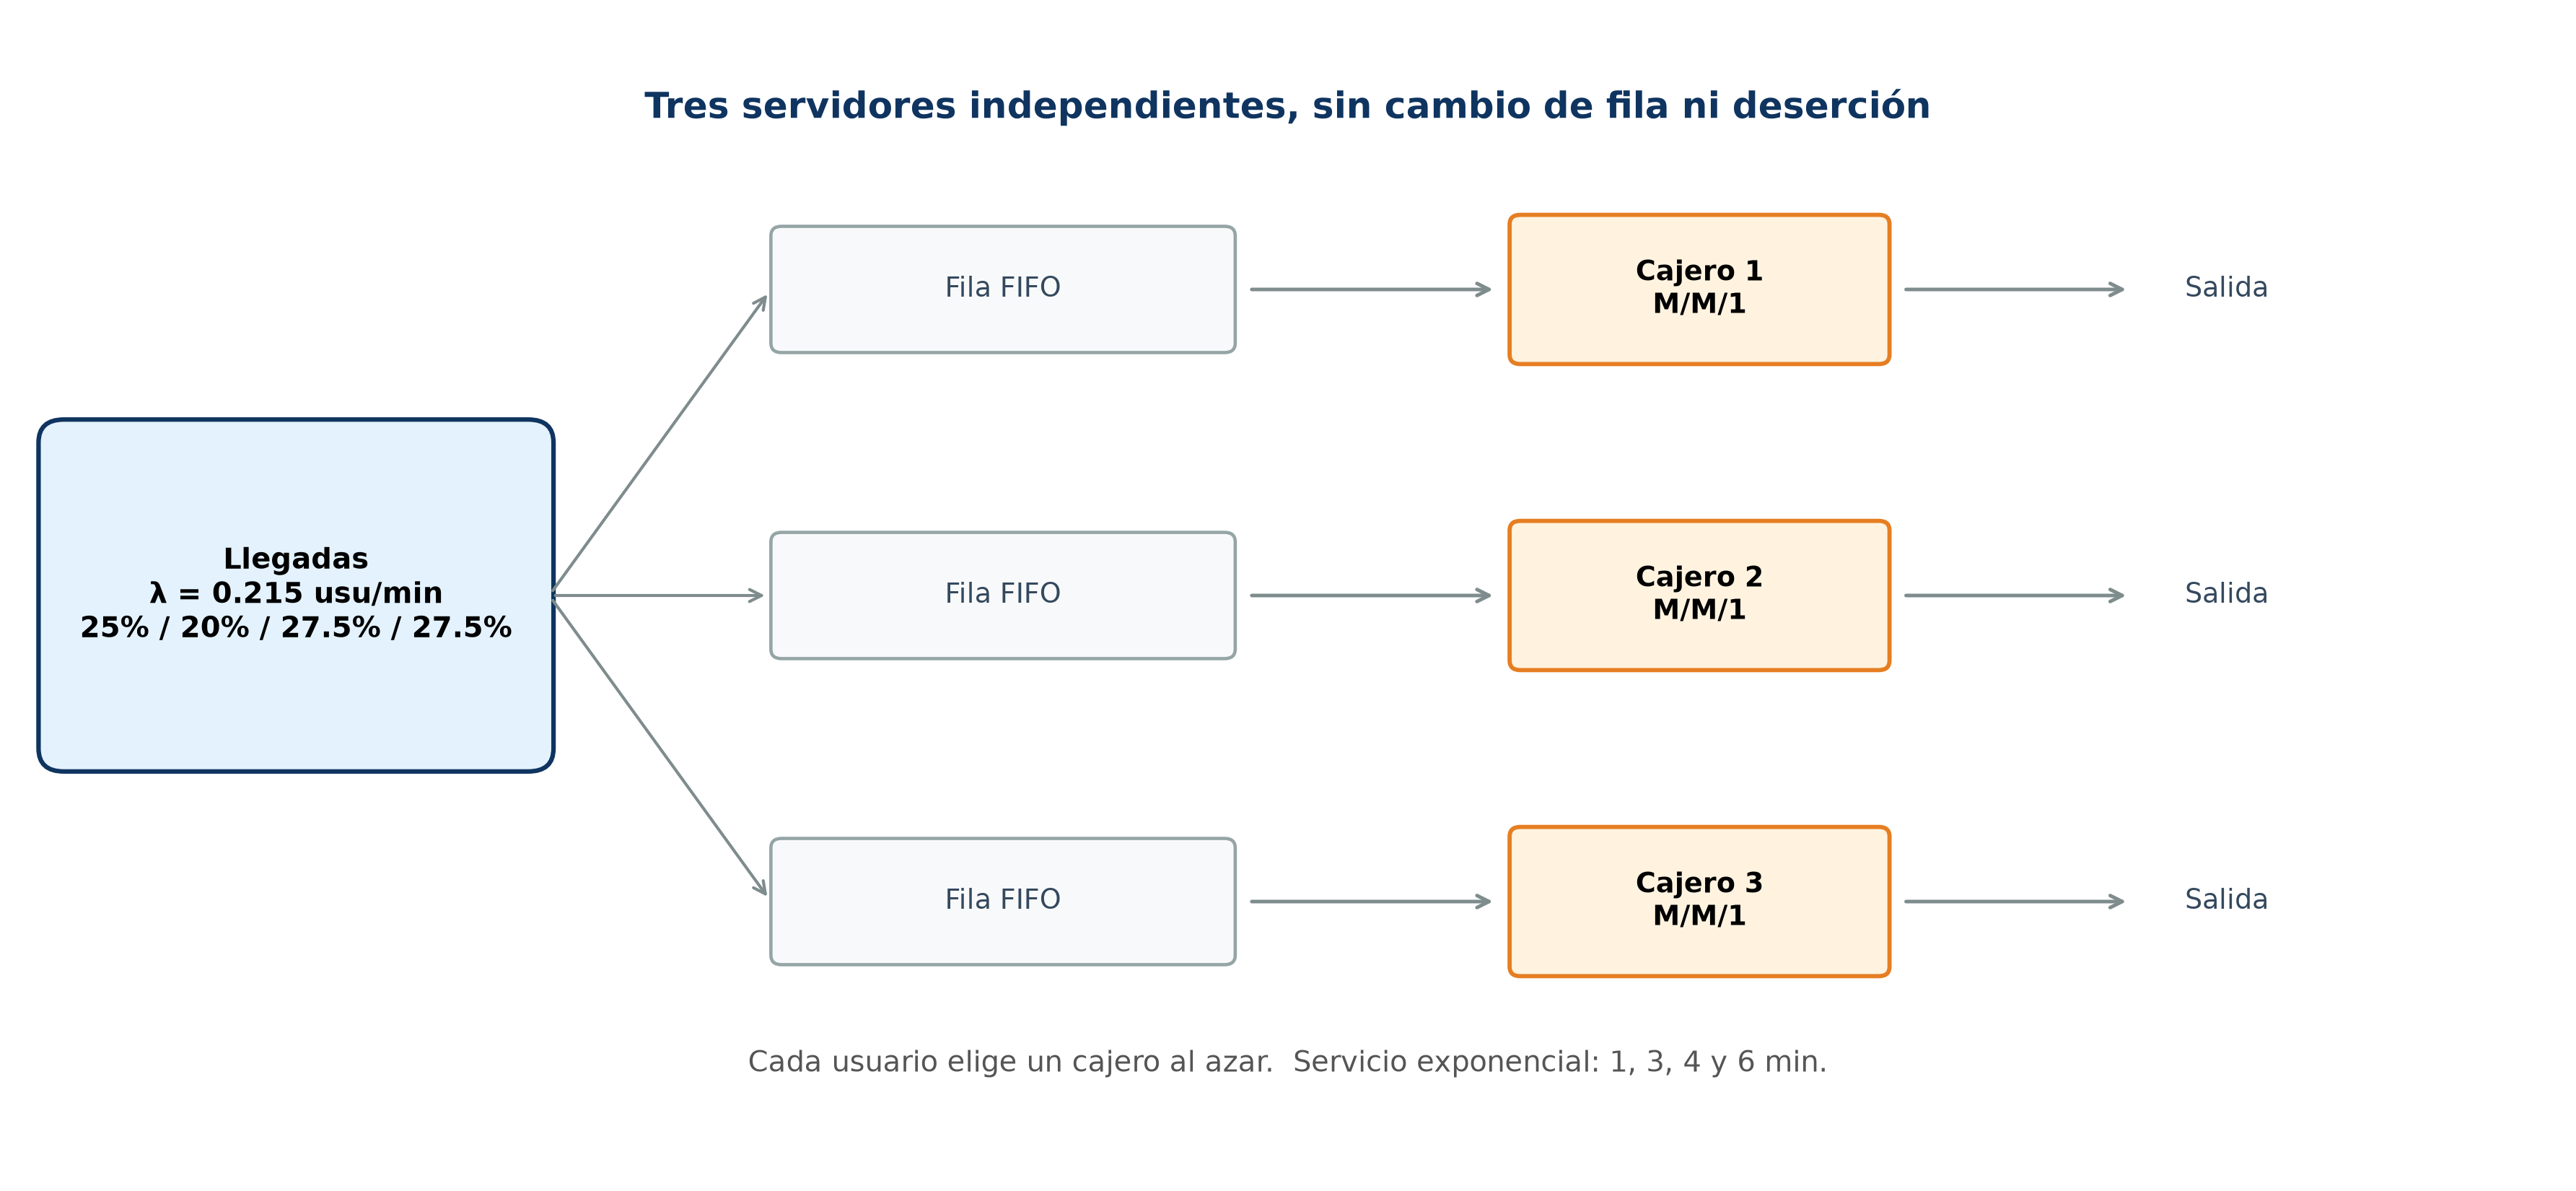 Tres servidores independientes, sin cambio de fila ni deserción
Llegadas
λ = 0.215 usu/min
25% / 20% / 27.5% / 27.5%
Fila FIFO
Cajero 1
M/M/1
Salida
Fila FIFO
Cajero 2
M/M/1
Salida
Fila FIFO
Cajero 3
M/M/1
Salida
Cada usuario elige un cajero al azar.  Servicio exponencial: 1, 3, 4 y 6 min.